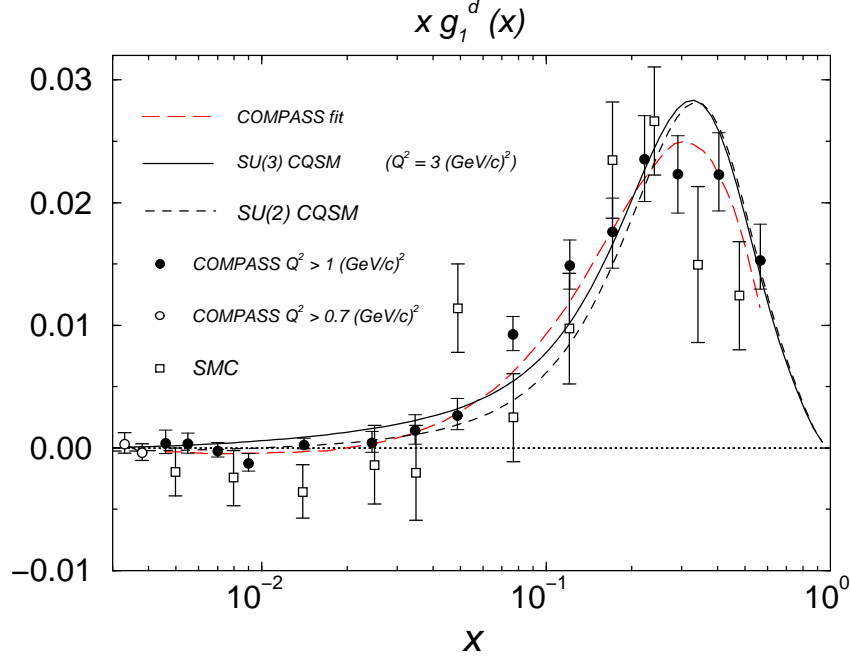 x g₁ᵈ (x)
0.03
0.02
0.01
0.00
−0.01
COMPASS fit
SU(3) CQSM (Q² = 3 (GeV/c)²)
SU(2) CQSM
COMPASS Q² > 1 (GeV/c)²
COMPASS Q² > 0.7 (GeV/c)²
SMC
10⁻² 10⁻¹ 10⁰
x